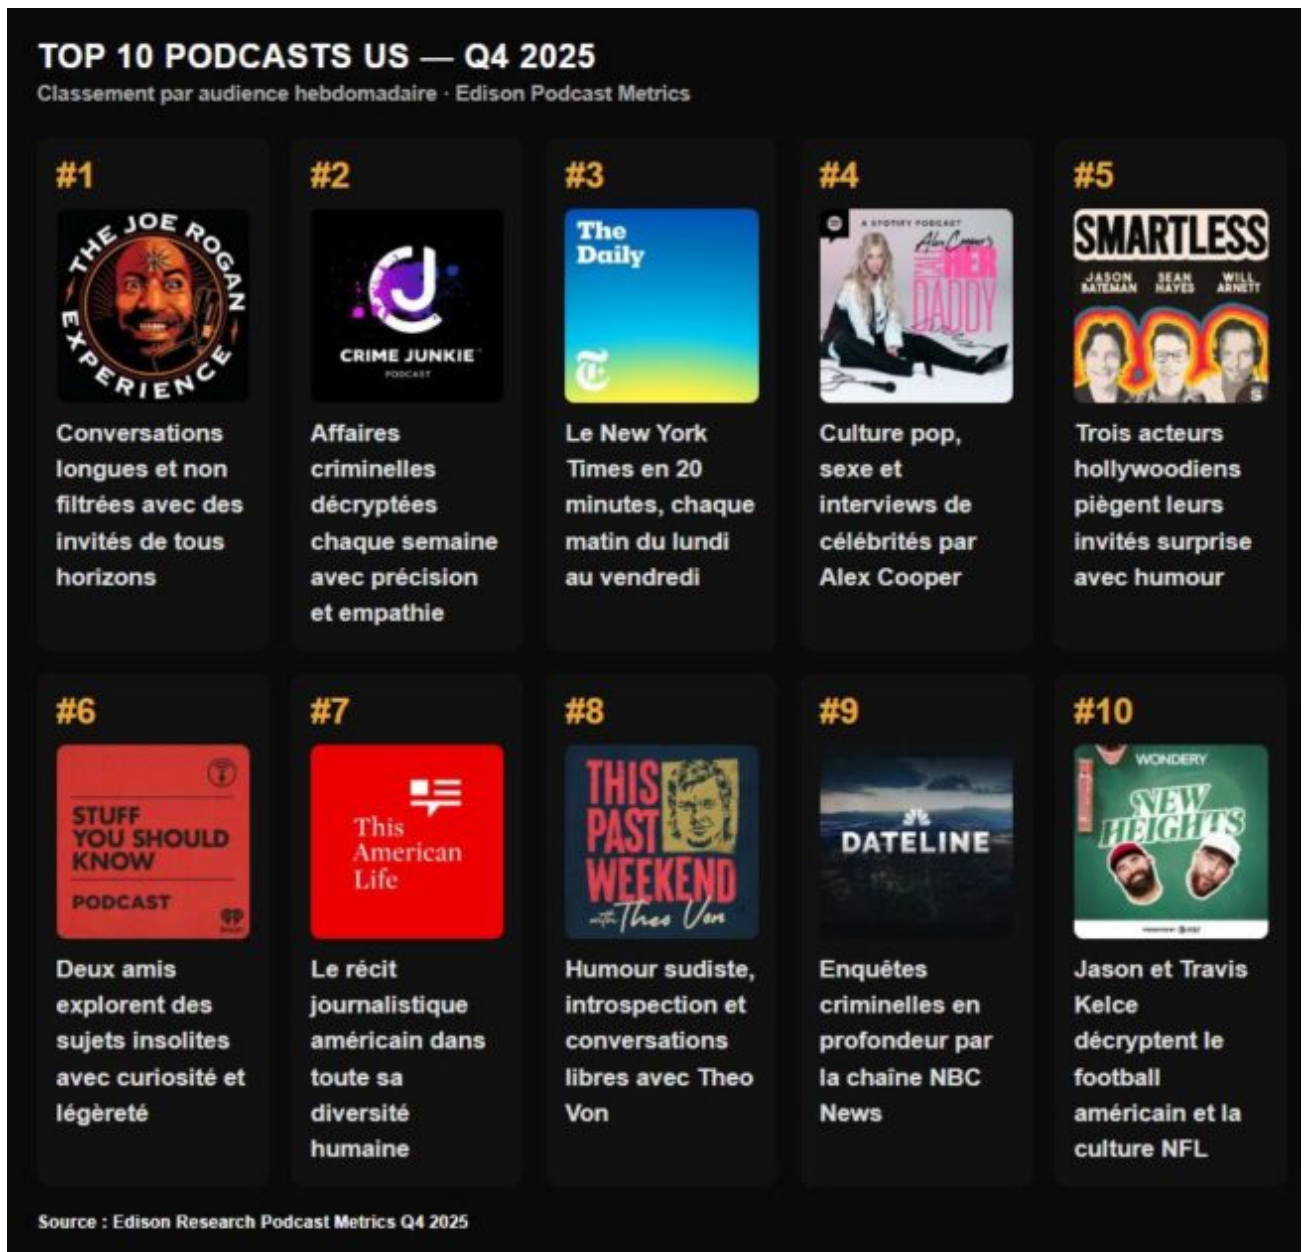 TOP 10 PODCASTS US — Q4 2025
Classement par audience hebdomadaire · Edison Podcast Metrics
#1
THE JOE ROGAN
EXPERIENCE
Conversations
longues et non
filtrées avec des
invités de tous
horizons
#2
CRIME JUNKIE
PODCAST
Affaires
criminelles
décryptées
chaque semaine
avec précision
et empathie
#3
The
Daily
Le New York
Times en 20
minutes, chaque
matin du lundi
au vendredi
#4
A SPOTIFY PODCAST
Alex Cooper's
HER
DADDY
Culture pop,
sexe et
interviews de
célébrités par
Alex Cooper
#5
SMARTLESS
JASON BATEMAN
SEAN HAYES
WILL ARNETT
Trois acteurs
hollywoodiens
piègent leurs
invités surprise
avec humour
#6
STUFF
YOU SHOULD
KNOW
PODCAST
Deux amis
explorent des
sujets insolites
avec curiosité et
légèreté
#7
This
American
Life
Le récit
journalistique
américain dans
toute sa
diversité
humaine
#8
THIS
PAST
WEEKEND
with Theo Von
Humour sudiste,
introspection et
conversations
libres avec Theo
Von
#9
DATELINE
Enquêtes
criminelles en
profondeur par
la chaîne NBC
News
#10
WONDERY
NEW
HEIGHTS
Jason et Travis
Kelce
décryptent le
football
américain et la
culture NFL
Source : Edison Research Podcast Metrics Q4 2025